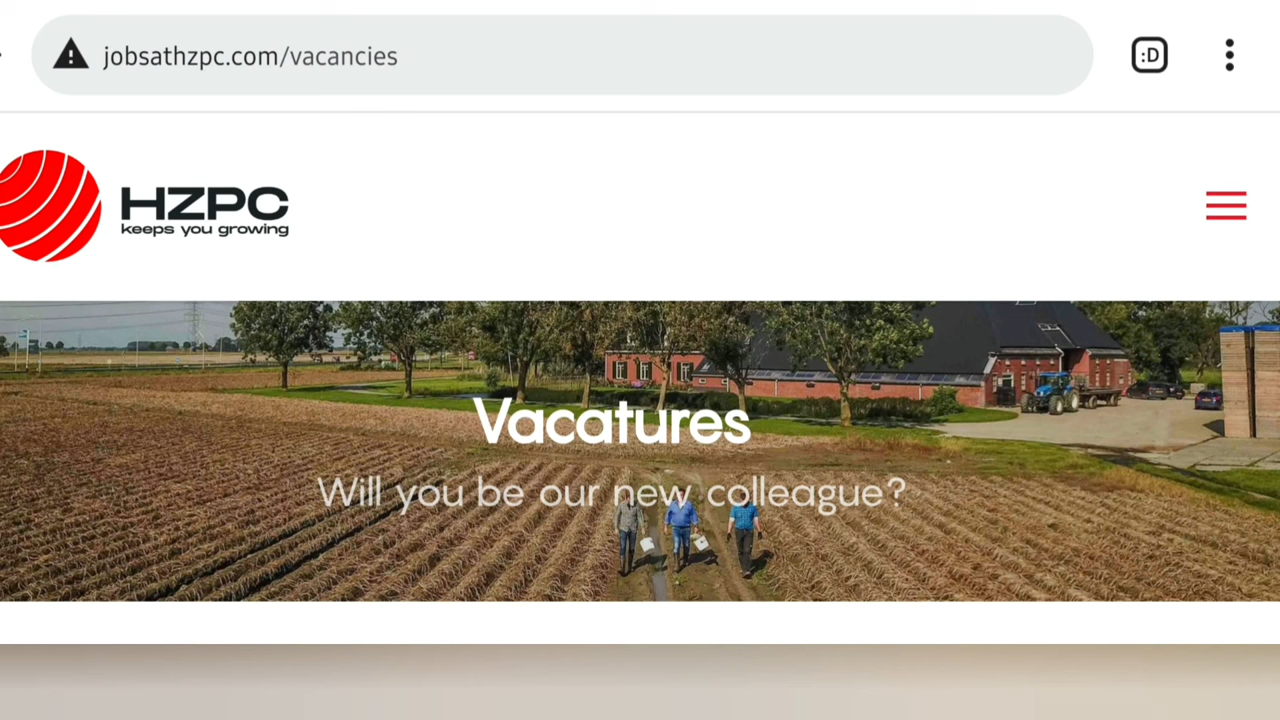 jobsathzpc.com/vacancies
:D
HZPC
keeps you growing
Vacatures
Will you be our new colleague?